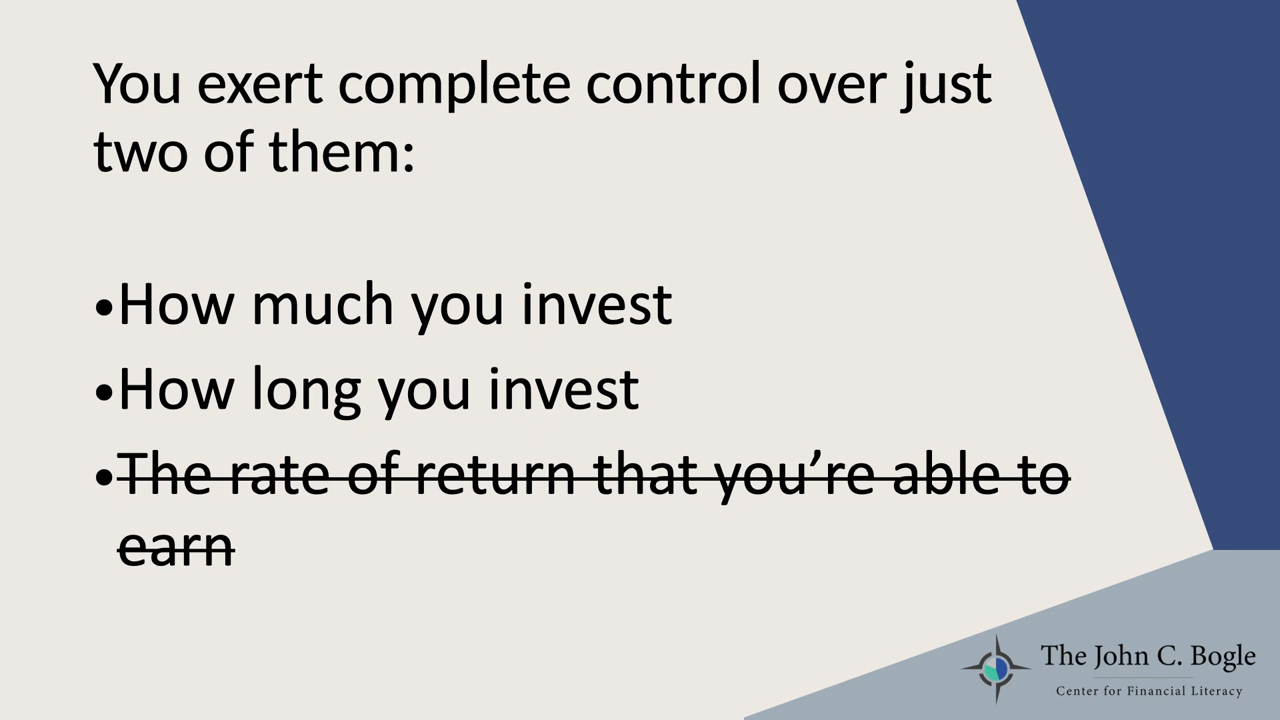 You exert complete control over just
two of them:
•How much you invest
•How long you invest
•The rate of return that you’re able to
earn
The John C. Bogle
Center for Financial Literacy